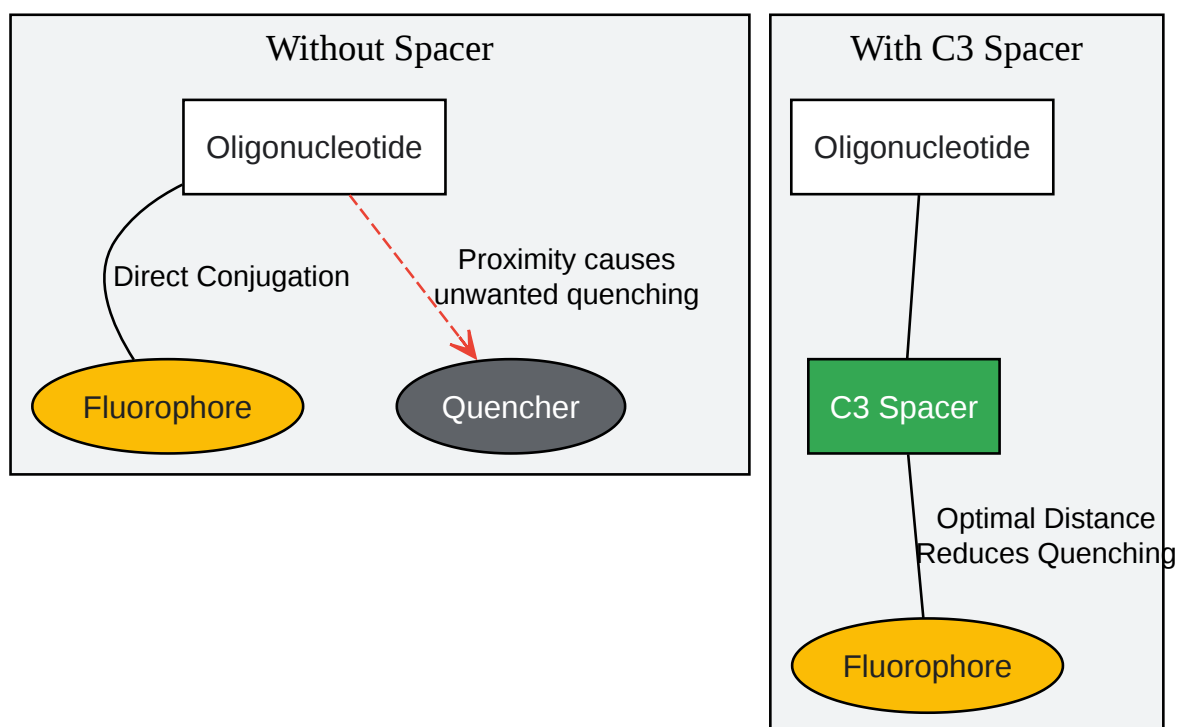 Without Spacer
Oligonucleotide
Direct Conjugation
Proximity causes
unwanted quenching
Fluorophore
Quencher
With C3 Spacer
Oligonucleotide
C3 Spacer
Optimal Distance
Reduces Quenching
Fluorophore